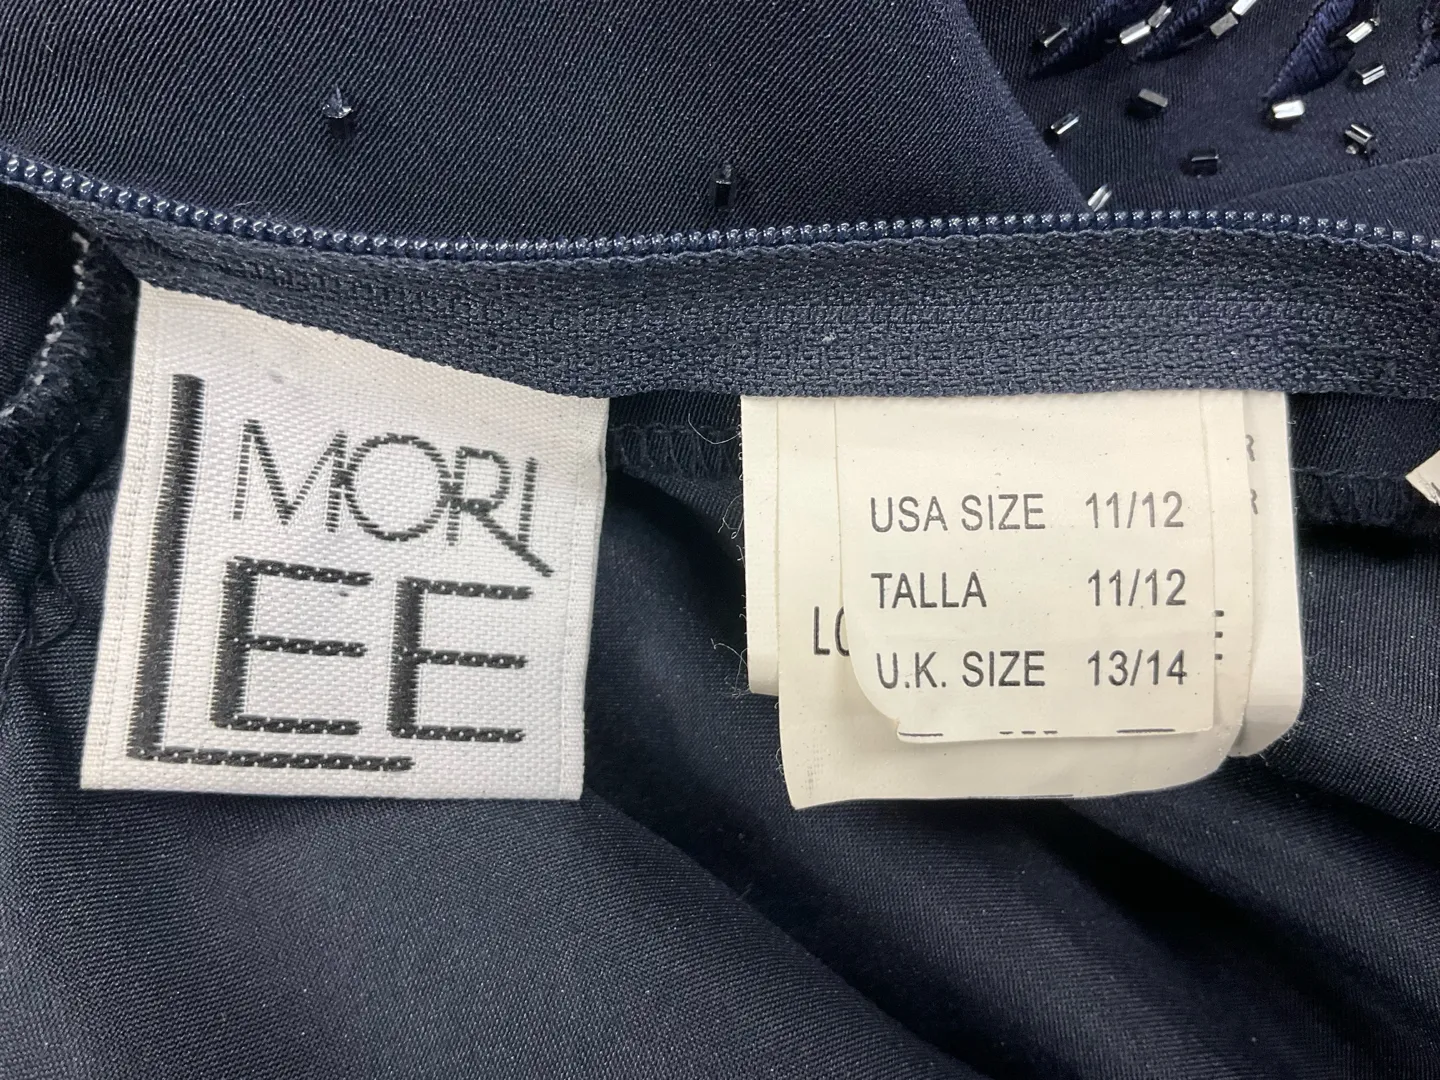 MORI
LEE
USA SIZE 11/12
TALLA 11/12
U.K. SIZE 13/14